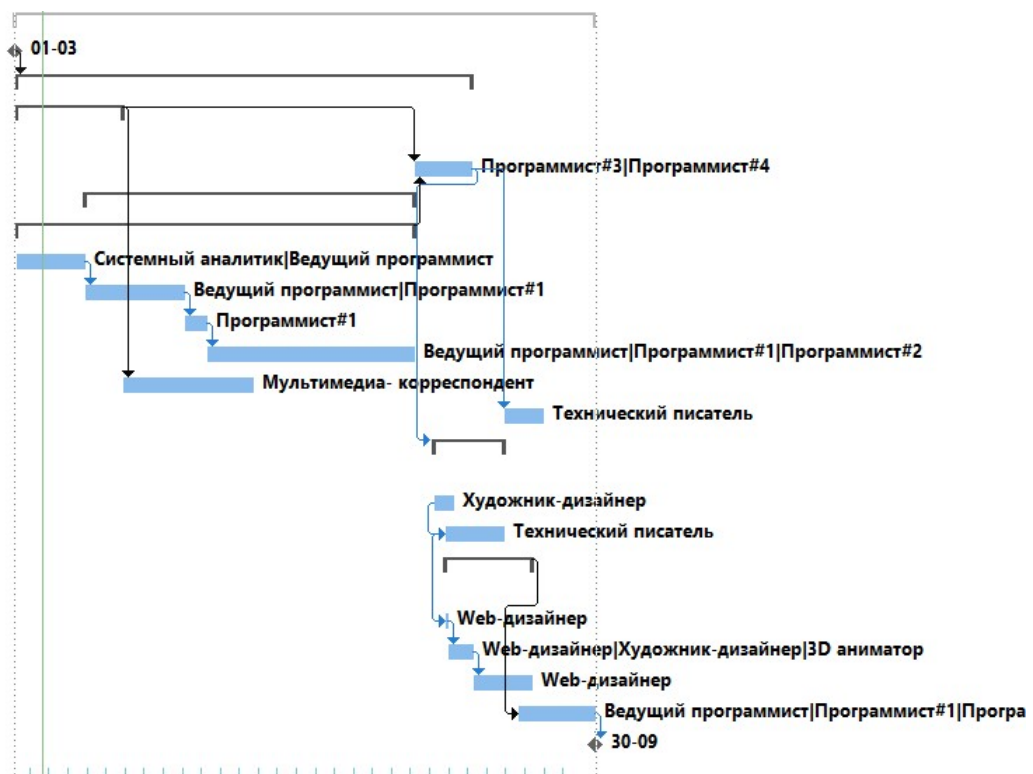 01-03
Программист#3|Программист#4
Системный аналитик|Ведущий программист
Ведущий программист|Программист#1
Программист#1
Ведущий программист|Программист#1|Программист#2
Мультимедиа- корреспондент
Технический писатель
Художник-дизайнер
Технический писатель
Web-дизайнер
Web-дизайнер|Художник-дизайнер|3D аниматор
Web-дизайнер
Ведущий программист|Программист#1|Програ
30-09